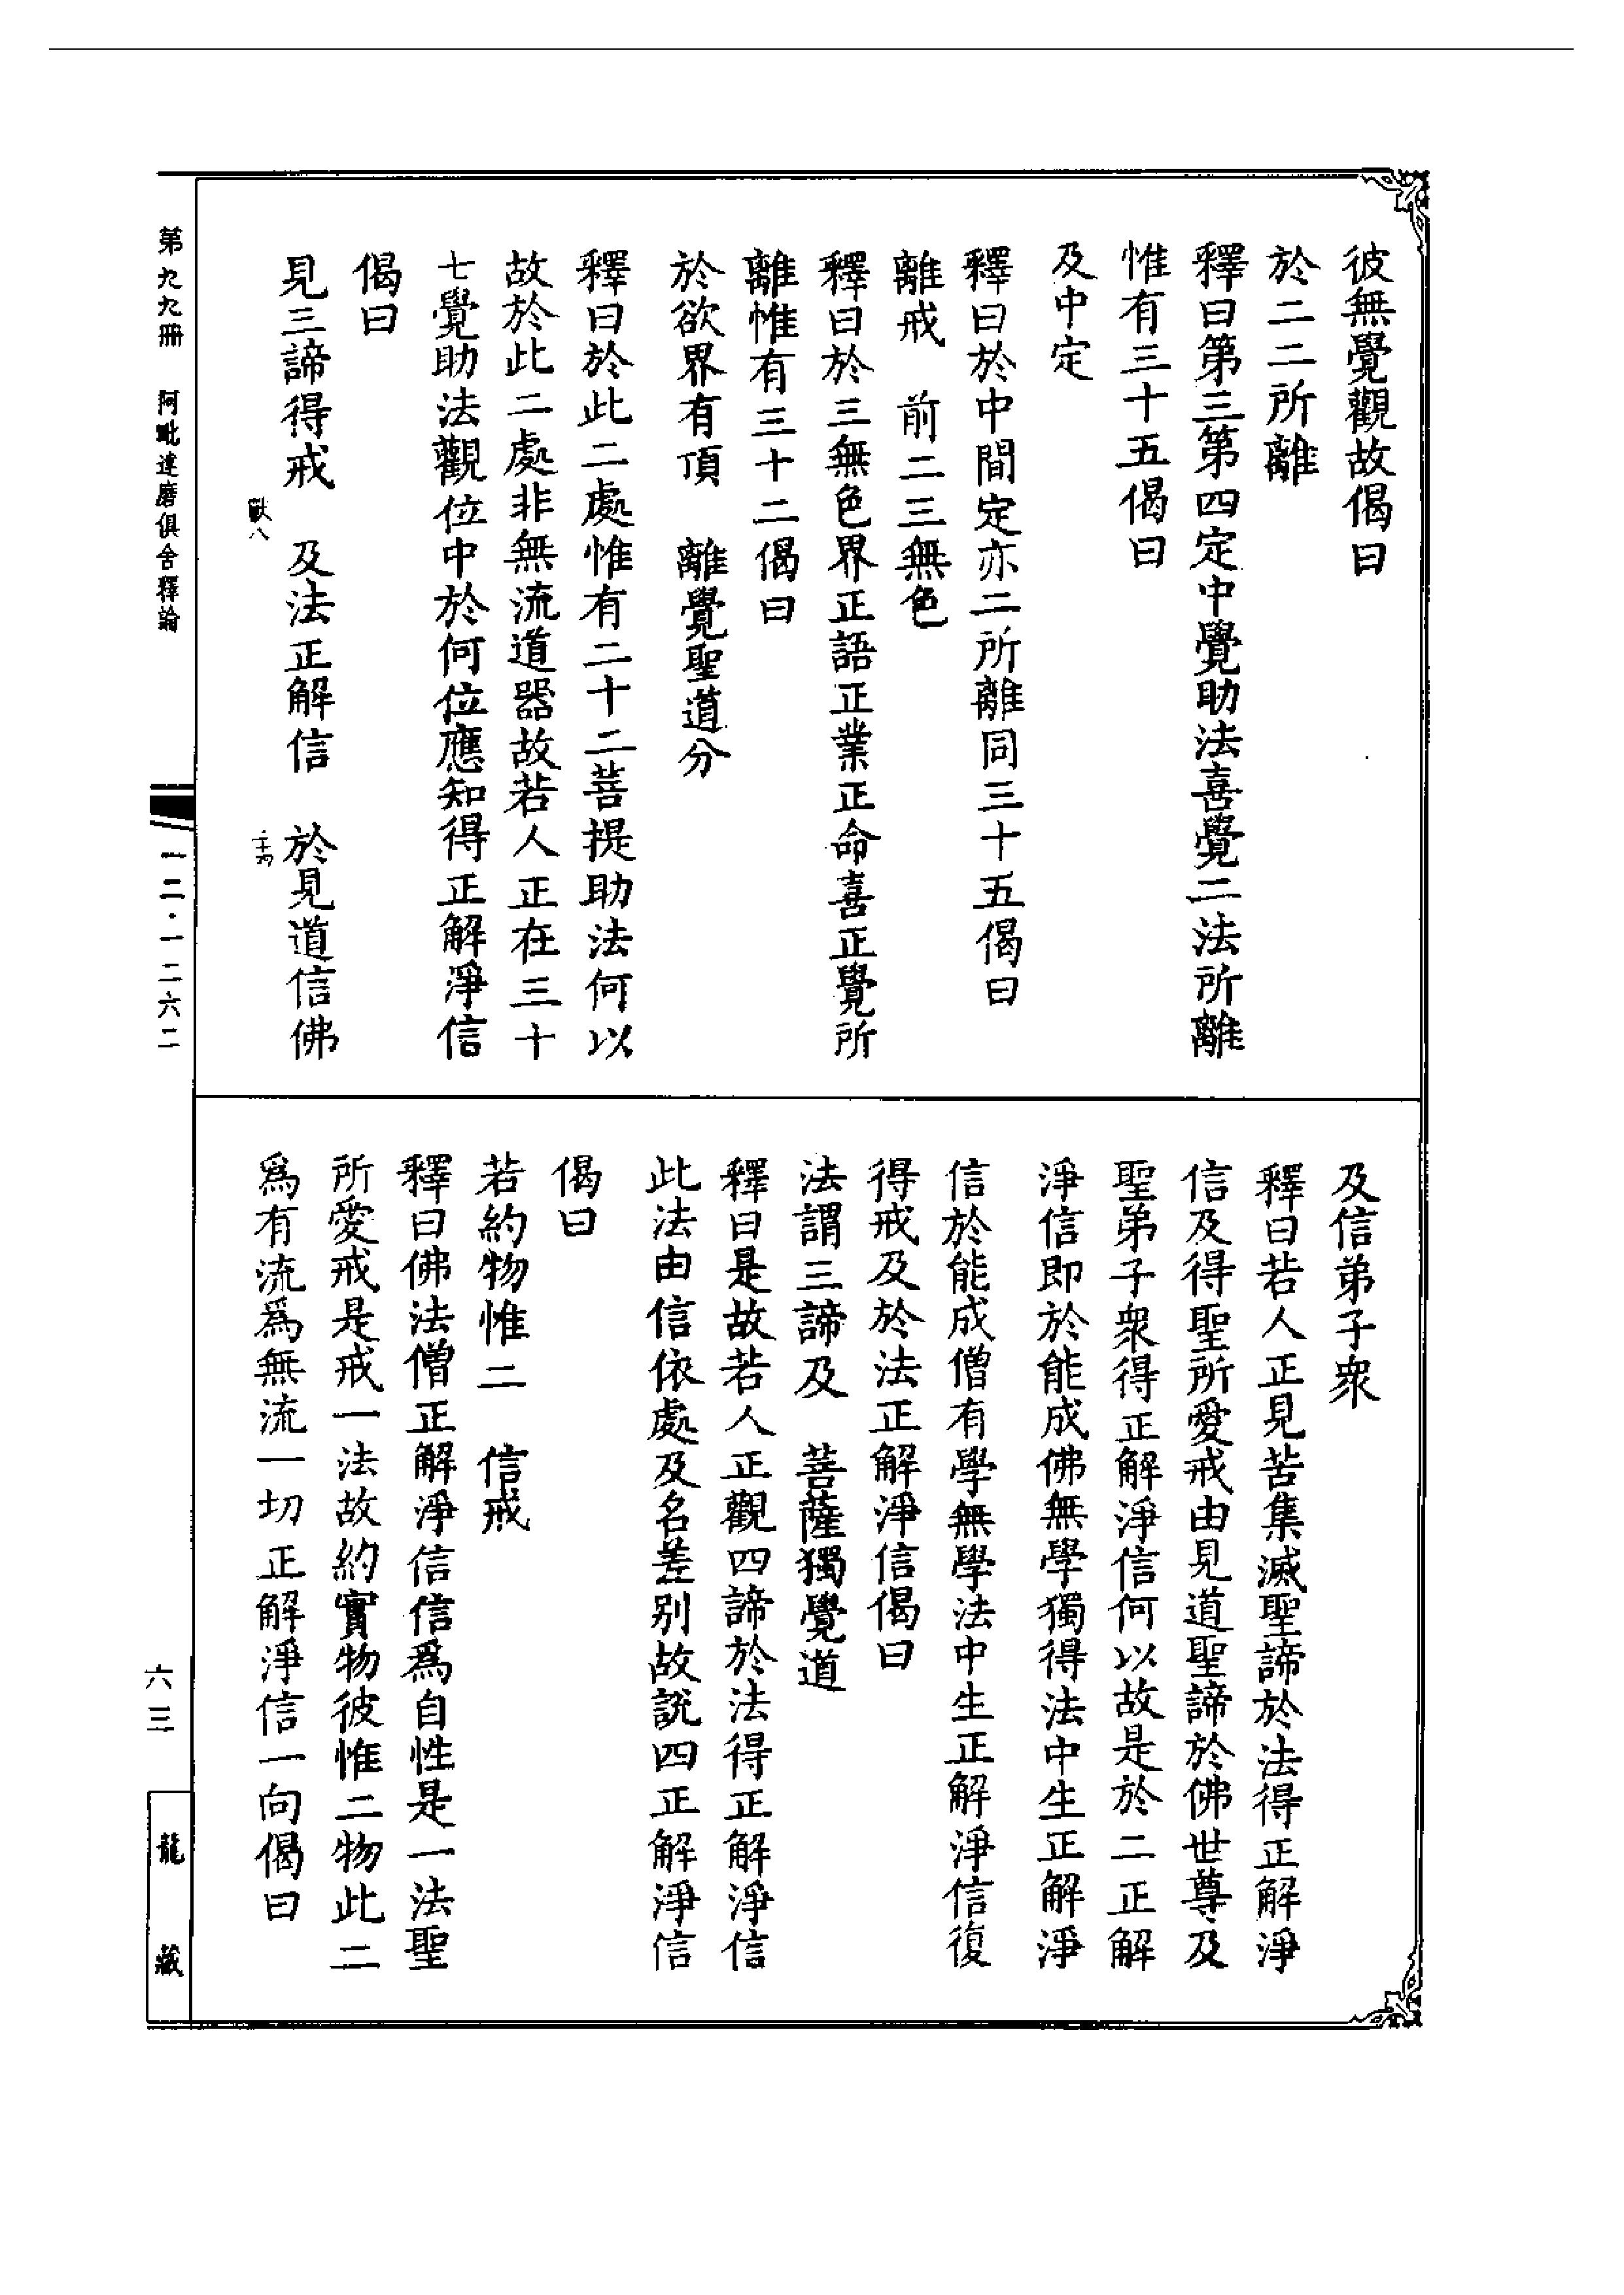 彼無覺觀故偈曰
於二二所離
釋曰第三第四定中覺助法喜覺二法所離
惟有三十五偈曰
及中定
釋曰於中間定亦二所離同三十五偈曰
離戒　前二三無色
釋曰於三無色界正語正業正命喜正覺所
離惟有三十二偈曰
於欲界有頂　離覺聖道分
釋曰於此二處惟有二十二菩提助法何以
故於此二處非無流道器故若人正在三十
七覺助法觀位中於何位應知得正解淨信
偈曰
見三諦得戒　及法正解信　於見道信佛
及信弟子衆
釋曰若人正見苦集滅聖諦於法得正解淨
信及得聖所愛戒由見道聖諦於佛世尊及
聖弟子衆得正解淨信何以故是於二正解
淨信即於能成佛無學獨得法中生正解淨
信於能成僧有學無學法中生正解淨信復
得戒及於法正解淨信偈曰
法謂三諦及　菩薩獨覺道
釋曰是故若人正觀四諦於法得正解淨信
此法由信依處及名差別故説四正解淨信
偈曰
若約物惟二　信戒
釋曰佛法僧正解淨信信爲自性是一法聖
所愛戒是戒一法故約實物彼惟二物此二
爲有流爲無流一切正解淨信一向偈曰
第九九冊　阿毗達磨俱舍釋論
一二·一二六二
六三
龍藏